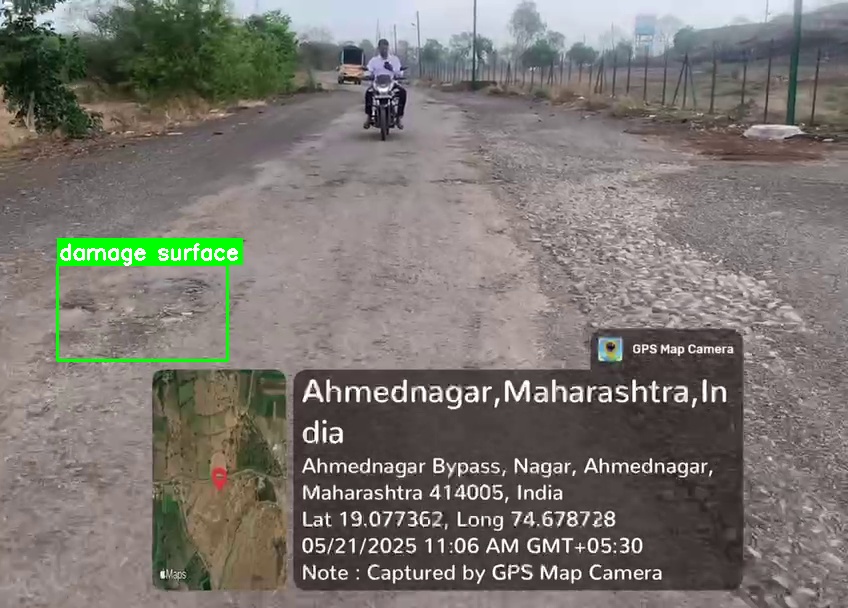 damage surface
GPS Map Camera
Ahmednagar,Maharashtra,In
dia
Ahmednagar Bypass, Nagar, Ahmednagar,
Maharashtra 414005, India
Lat 19.077362, Long 74.678728
05/21/2025 11:06 AM GMT+05:30
Note : Captured by GPS Map Camera
Maps